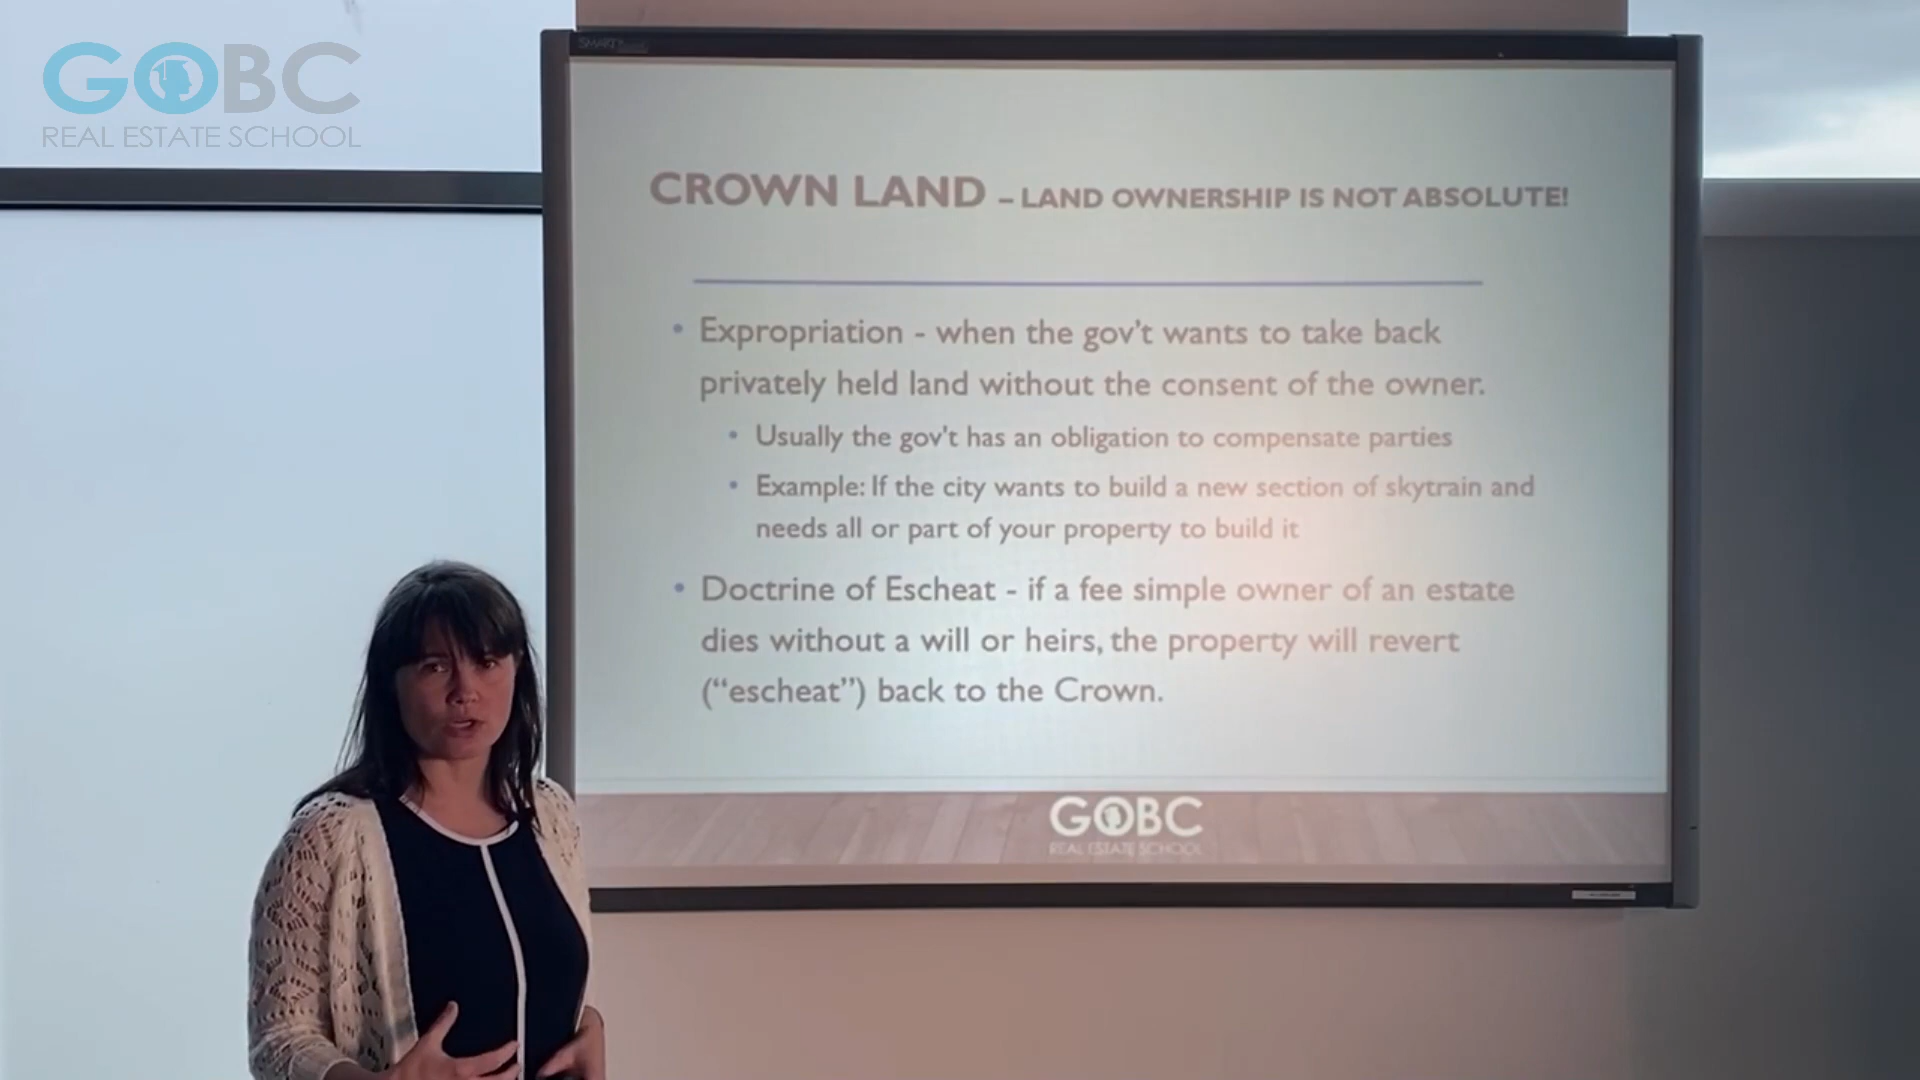 GOBC
REAL ESTATE SCHOOL
SMART
CROWN LAND – LAND OWNERSHIP IS NOT ABSOLUTE!
• Expropriation - when the gov't wants to take back
privately held land without the consent of the owner.
• Usually the gov't has an obligation to compensate parties
• Example: If the city wants to build a new section of skytrain and
needs all or part of your property to build it
• Doctrine of Escheat - if a fee simple owner of an estate
dies without a will or heirs, the property will revert
(“escheat”) back to the Crown.
GOBC
REAL ESTATE SCHOOL